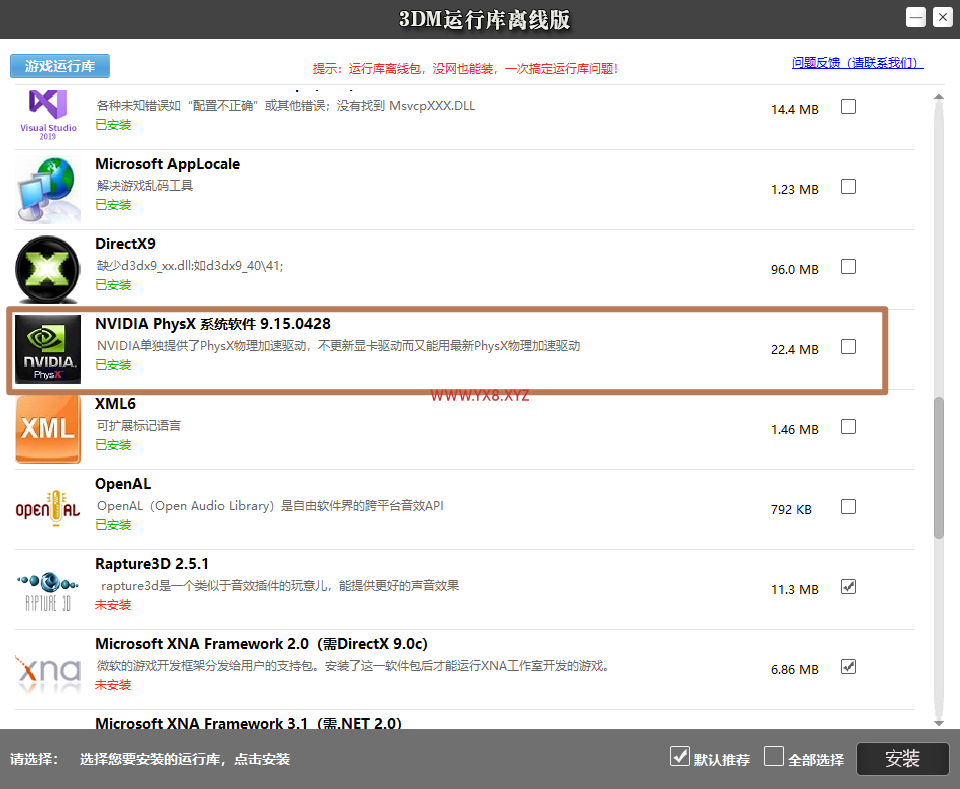 3DM运行库离线版
游戏运行库
提示：运行库离线包，没网也能装，一次搞定运行库问题！
问题反馈（请联系我们）
各种未知错误如“配置不正确”或其他错误；没有找到 MsvcpXXX.DLL
14.4 MB
Visual Studio
2019
已安装
Microsoft AppLocale
解决游戏乱码工具
1.23 MB
已安装
DirectX9
缺少d3dx9_xx.dll:如d3dx9_40\41;
96.0 MB
已安装
NVIDIA PhysX 系统软件 9.15.0428
NVIDIA单独提供了PhysX物理加速驱动，不更新显卡驱动而又能用最新PhysX物理加速驱动
22.4 MB
NVIDIA.
PhysX
已安装
WWW.YX8.XYZ
XML6
可扩展标记语言
XML
1.46 MB
已安装
OpenAL
OpenAL（Open Audio Library）是自由软件界的跨平台音效API
OPENAL
792 KB
已安装
Rapture3D 2.5.1
rapture3d是一个类似于音效插件的玩意儿，能提供更好的声音效果
11.3 MB
RAPTURE 3D
未安装
Microsoft XNA Framework 2.0（需DirectX 9.0c)
微软的游戏开发框架分发给用户的支持包。安装了这一软件包后才能运行XNA工作室开发的游戏。
xna
6.86 MB
未安装
Microsoft XNA Framework 3.1（需.NET 2.0)
请选择： 选择您要安装的运行库，点击安装
默认推荐
全部选择
安装